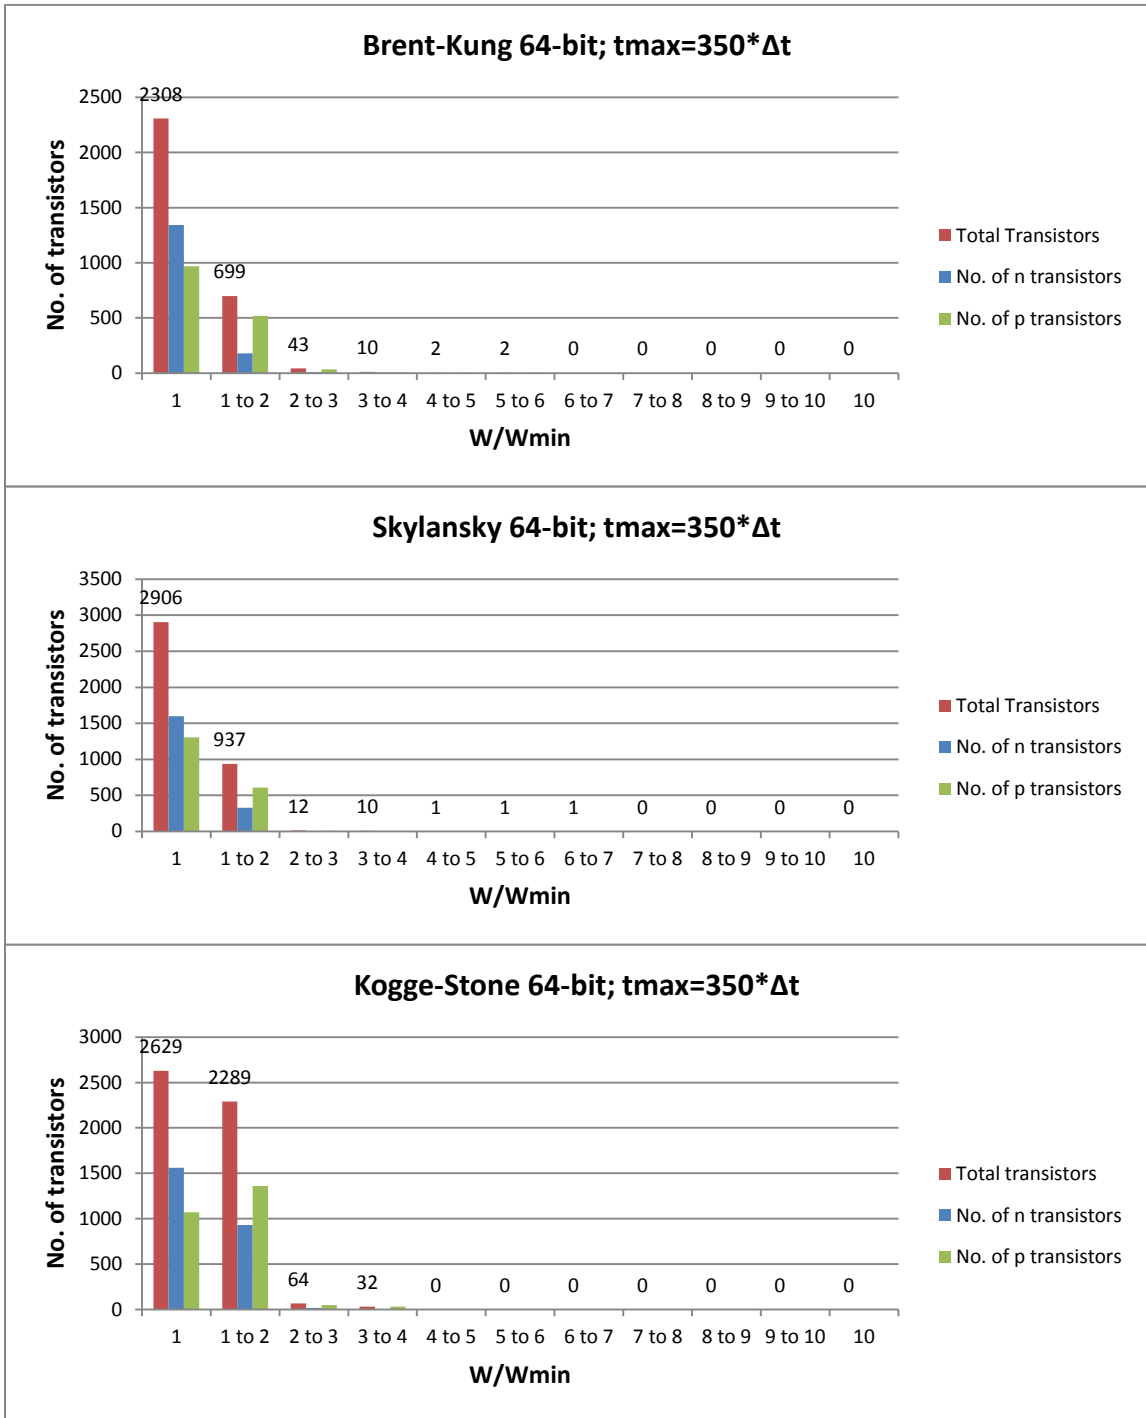 Brent-Kung 64-bit; tmax=350*Δt
No. of transistors
2500
2000
1500
1000
500
0
2308
699
43
10
2
2
0
0
0
0
0
1
1 to 2
2 to 3
3 to 4
4 to 5
5 to 6
6 to 7
7 to 8
8 to 9
9 to 10
10
W/Wmin
Total Transistors
No. of n transistors
No. of p transistors
Skylansky 64-bit; tmax=350*Δt
No. of transistors
3500
3000
2500
2000
1500
1000
500
0
2906
937
12
10
1
1
1
0
0
0
0
1
1 to 2
2 to 3
3 to 4
4 to 5
5 to 6
6 to 7
7 to 8
8 to 9
9 to 10
10
W/Wmin
Total Transistors
No. of n transistors
No. of p transistors
Kogge-Stone 64-bit; tmax=350*Δt
No. of transistors
3000
2500
2000
1500
1000
500
0
2629
2289
64
32
0
0
0
0
0
0
0
1
1 to 2
2 to 3
3 to 4
4 to 5
5 to 6
6 to 7
7 to 8
8 to 9
9 to 10
10
W/Wmin
Total transistors
No. of n transistors
No. of p transistors